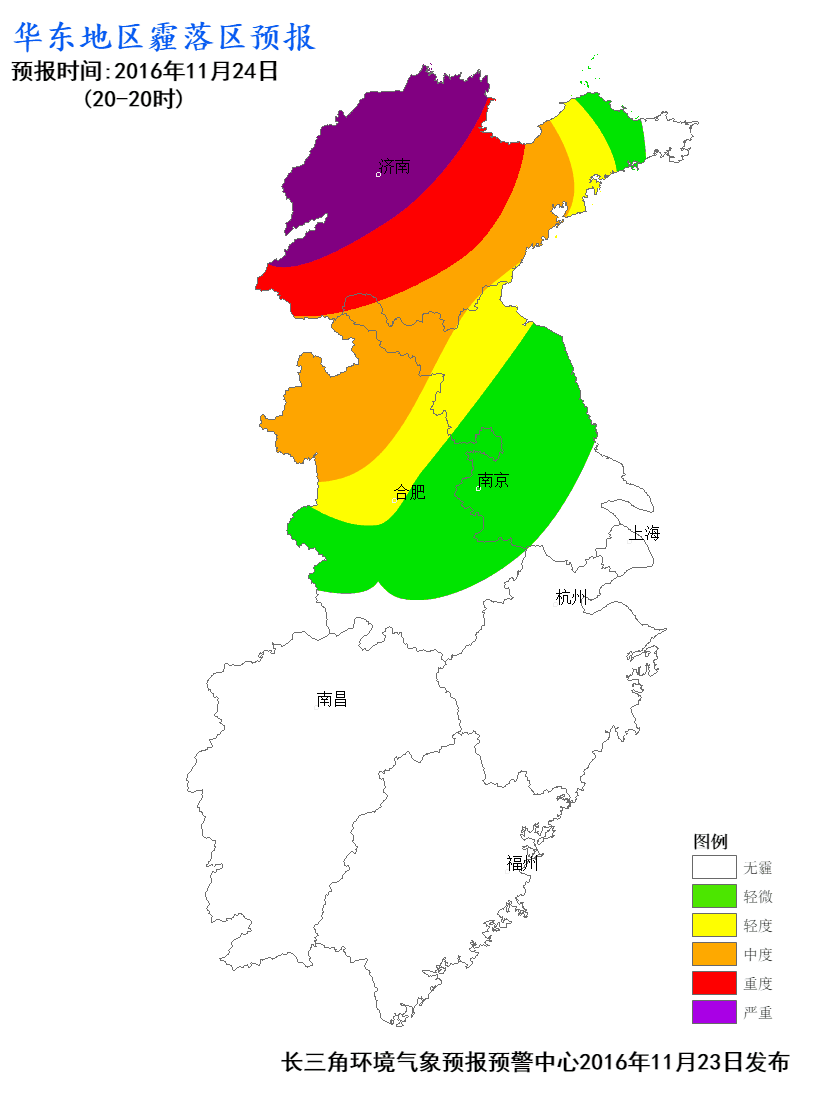 华东地区霾落区预报
预报时间:2016年11月24日
(20-20时)
济南
合肥
南京
上海
杭州
南昌
福州
图例
无霾
轻微
轻度
中度
重度
严重
长三角环境气象预报预警中心2016年11月23日发布